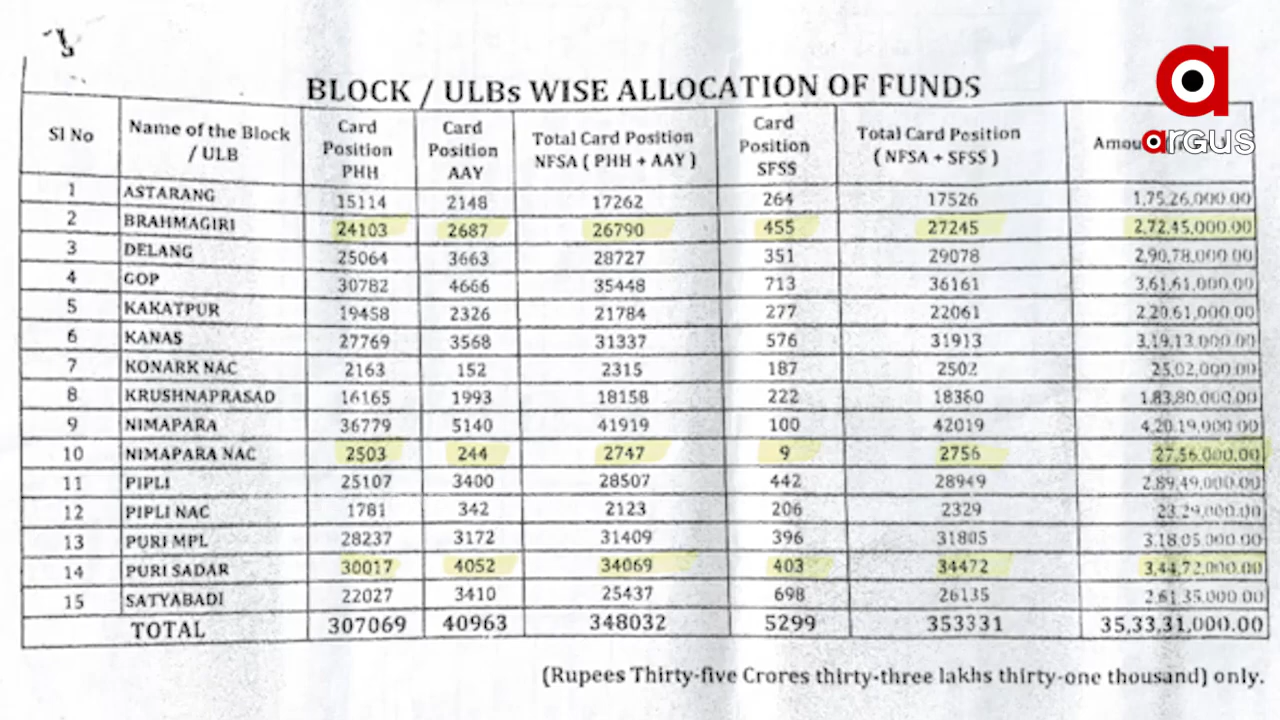 BLOCK / ULBs WISE ALLOCATION OF FUNDS
Sl No Name of the Block / ULB Card Position PHH Card Position AAY Total Card Position NFSA ( PHH + AAY ) Card Position SFSS Total Card Position ( NFSA + SFSS )
argus
1 ASTARANG 15114 2148 17262 264 17526 1,75,26,000.00
2 BRAHMAGIRI 24103 2687 26790 455 27245 2,72,45,000.00
3 DELANG 25064 3663 28727 351 29078 2,90,78,000.00
4 GOP 30782 4666 35448 713 36161 3,61,61,000.00
5 KAKATPUR 19458 2326 21784 277 22061 2,20,61,000.00
6 KANAS 27769 3568 31337 576 31913 3,19,13,000.00
7 KONARK NAC 2163 152 2315 187 2502 25,02,000.00
8 KRUSHNAPRASAD 16165 1993 18158 222 18380 1,83,80,000.00
9 NIMAPARA 36779 5140 41919 100 42019 4,20,19,000.00
10 NIMAPARA NAC 2503 244 2747 9 2756 27,56,000.00
11 PIPLI 25107 3400 28507 442 28949 2,89,49,000.00
12 PIPLI NAC 1781 342 2123 206 2329 23,29,000.00
13 PURI MPL 28237 3172 31409 396 31805 3,18,05,000.00
14 PURI SADAR 30017 4052 34069 403 34472 3,44,72,000.00
15 SATYABADI 22027 3410 25437 698 26135 2,61,35,000.00
TOTAL 307069 40963 348032 5299 353331 35,33,31,000.00
(Rupees Thirty-five Crores thirty-three lakhs thirty-one thousand) only.